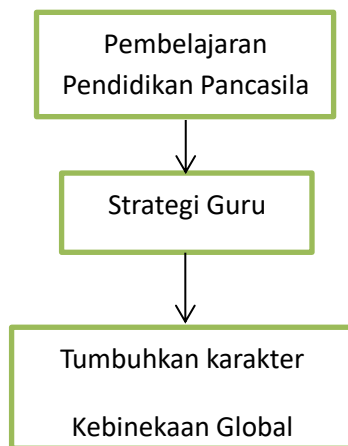 Pembelajaran
Pendidikan Pancasila
Strategi Guru
Tumbuhkan karakter
Kebinekaan Global